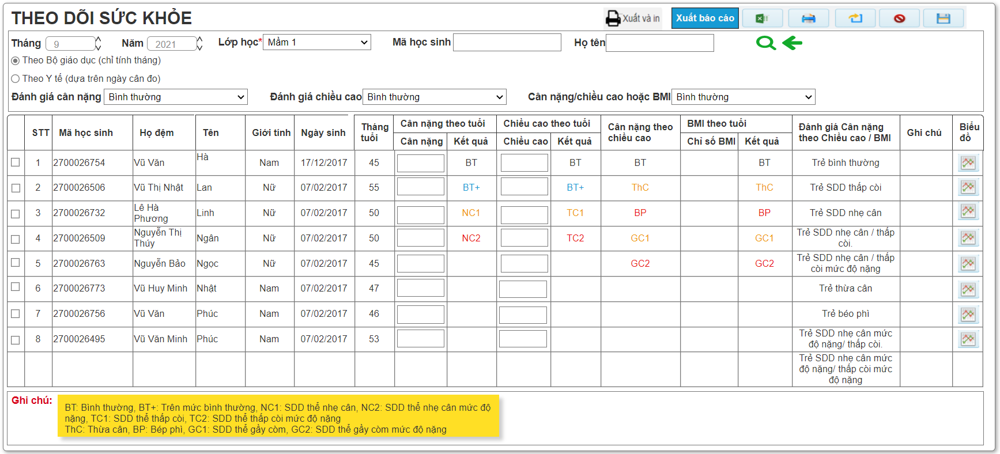 THEO DÕI SỨC KHỎE
Xuất và in
Xuất báo cáo
Tháng 9 Năm 2021 Lớp học* Mầm 1 Mã học sinh Họ tên
Theo Bộ giáo dục (chỉ tính tháng)
Theo Y tế (dựa trên ngày cân đo)
Đánh giá cân nặng Bình thường Đánh giá chiều cao Bình thường Cân nặng/chiều cao hoặc BMI Bình thường
STT Mã học sinh Họ đệm Tên Giới tính Ngày sinh
Tháng
tuổi
Cân nặng theo tuổi
Cân nặng Kết quả
Chiều cao theo tuổi
Chiều cao Kết quả
Cân nặng theo
chiều cao
BMI theo tuổi
Chỉ số BMI Kết quả
Đánh giá Cân nặng
theo Chiều cao / BMI
Ghi chú
Biểu
đồ
1 2700026754 Vũ Văn Hà Nam 17/12/2017 45 BT BT BT BT Trẻ bình thường
2 2700026506 Vũ Thị Nhật Lan Nữ 07/02/2017 55 BT+ BT+ ThC ThC Trẻ SDD thấp còi
3 2700026732 Lê Hà
Phương Linh Nữ 07/02/2017 50 NC1 TC1 BP BP Trẻ SDD nhẹ cân
4 2700026509 Nguyễn Thị
Thúy Ngân Nữ 07/02/2017 50 NC2 TC2 GC1 GC1 Trẻ SDD nhẹ cân / thấp
còi.
5 2700026763 Nguyễn Bảo Ngọc Nữ 07/02/2017 45 GC2 GC2 Trẻ SDD nhẹ cân / thấp
còi mức độ nặng
6 2700026773 Vũ Huy Minh Nhật Nam 07/02/2017 47 Trẻ thừa cân
7 2700026756 Vũ Văn Phúc Nam 07/02/2017 46 Trẻ béo phì
8 2700026495 Vũ Văn Minh Phúc Nam 07/02/2017 53 Trẻ SDD nhẹ cân mức
độ nặng/ thấp còi.
Trẻ SDD nhẹ cân mức
độ nặng/ thấp còi mức
độ nặng
Ghi chú:
BT: Bình thường, BT+: Trên mức bình thường, NC1: SDD thể nhẹ cân, NC2: SDD thể nhẹ cân mức độ
nặng, TC1: SDD thể thấp còi, TC2: SDD thể thấp còi mức độ nặng
ThC: Thừa cân, BP: Bép phì, GC1: SDD thể gầy còm, GC2: SDD thể gầy còm mức độ nặng